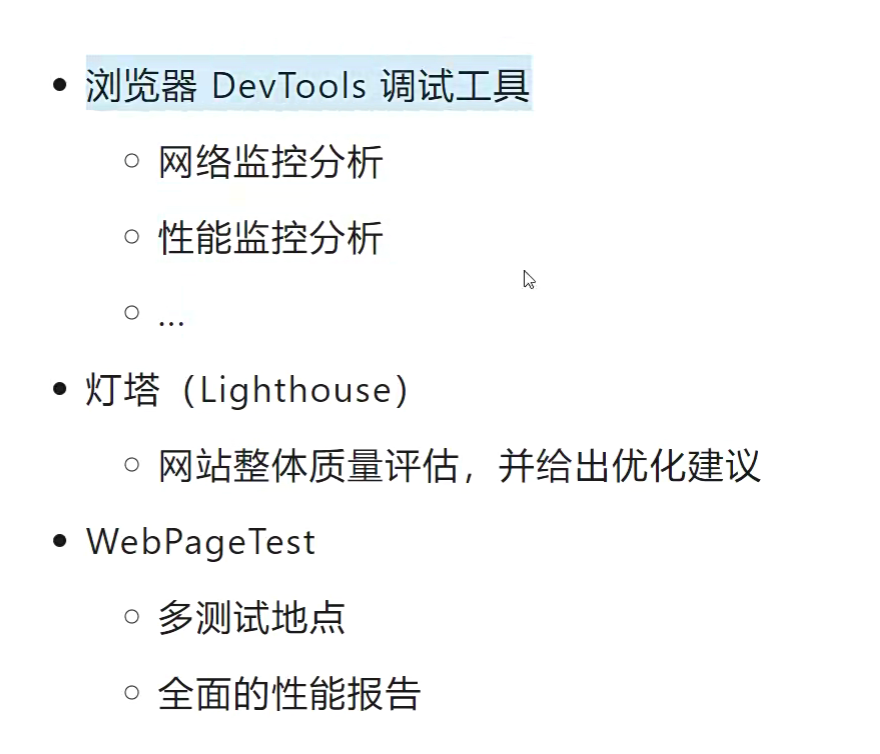 浏览器 DevTools 调试工具
网络监控分析
性能监控分析
...
灯塔（Lighthouse）
网站整体质量评估，并给出优化建议
WebPageTest
多测试地点
全面的性能报告